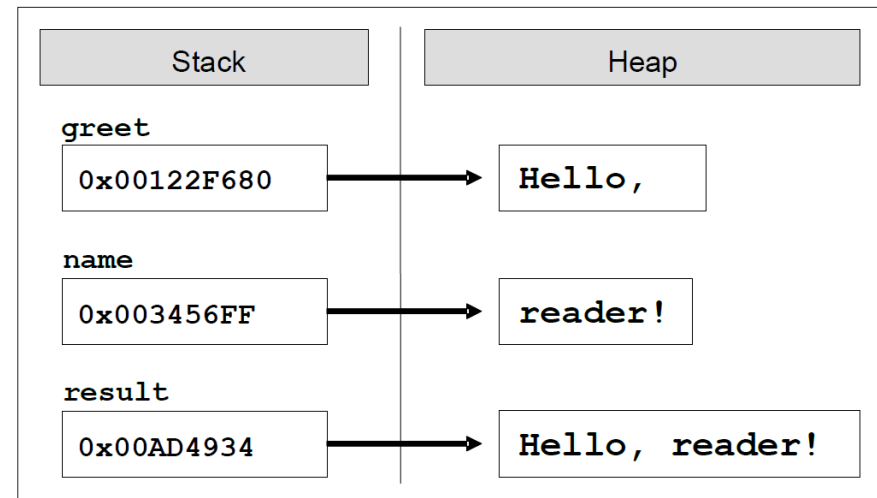 Stack
Heap
greet
0x00122F680
Hello,
name
0x003456FF
reader!
result
0x00AD4934
Hello, reader!